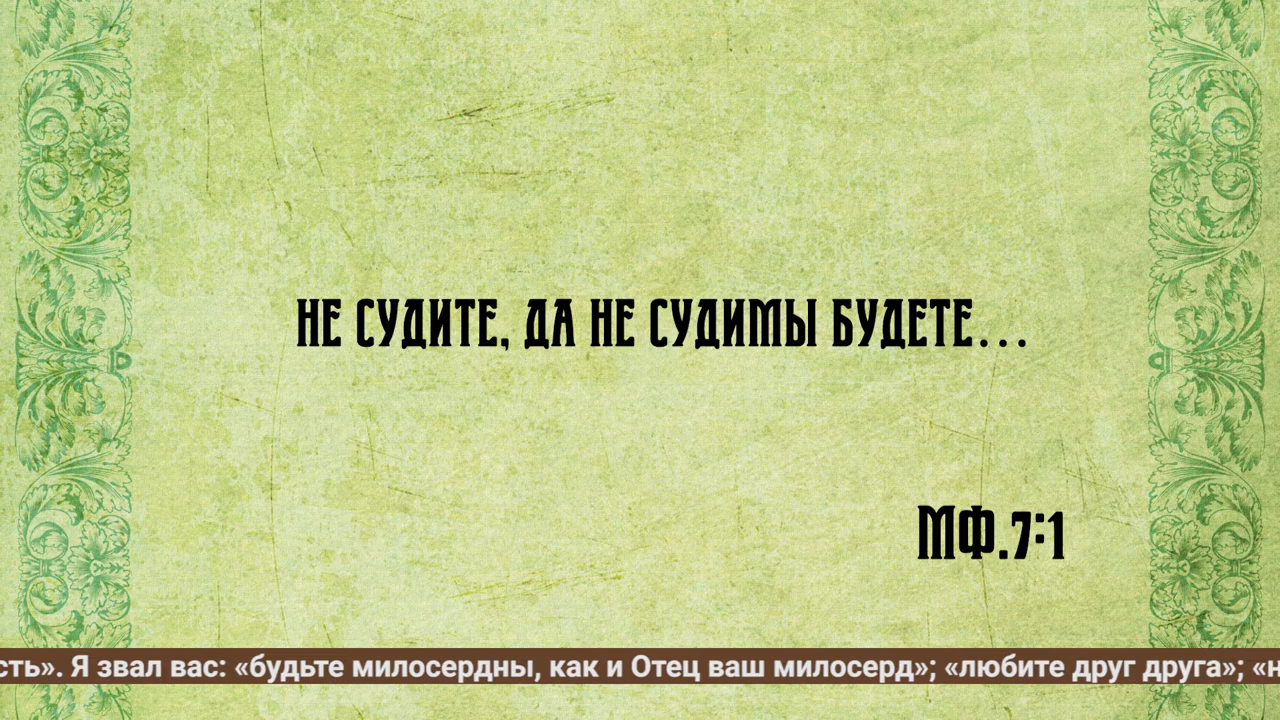 НЕ СУДИТЕ, ДА НЕ СУДИМЫ БУДЕТЕ...
МФ.7:1
сть». Я звал вас: «будьте милосердны, как и Отец ваш милосерд»; «любите друг друга»; «н